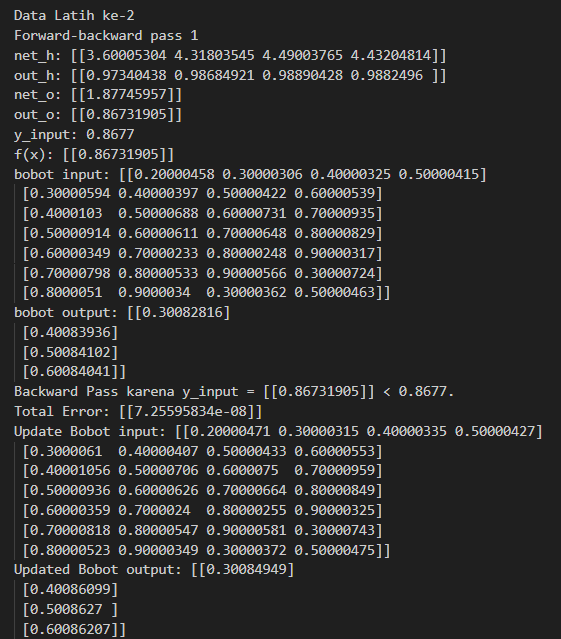 Data Latih ke-2
Forward-backward pass 1
net_h: [[3.60005304 4.31803545 4.49003765 4.43204814]]
out_h: [[0.97340438 0.98684921 0.98890428 0.9882496 ]]
net_o: [[1.87745957]]
out_o: [[0.86731905]]
y_input: 0.8677
f(x): [[0.86731905]]
bobot input: [[0.20000458 0.30000306 0.40000325 0.50000415]
[0.30000594 0.40000397 0.50000422 0.60000539]
[0.4000103  0.50000688 0.60000731 0.70000935]
[0.50000914 0.60000611 0.70000648 0.80000829]
[0.60000349 0.70000233 0.80000248 0.90000317]
[0.70000798 0.80000533 0.90000566 0.30000724]
[0.8000051  0.9000034  0.30000362 0.50000463]]
bobot output: [[0.30082816]
[0.40083936]
[0.50084102]
[0.60084041]]
Backward Pass karena y_input = [[0.86731905]] < 0.8677.
Total Error: [[7.25595834e-08]]
Update Bobot input: [[0.20000471 0.30000315 0.40000335 0.50000427]
[0.3000061  0.40000407 0.50000433 0.60000553]
[0.40001056 0.50000706 0.6000075  0.70000959]
[0.50000936 0.60000626 0.70000664 0.80000849]
[0.60000359 0.7000024  0.80000255 0.90000325]
[0.70000818 0.80000547 0.90000581 0.30000743]
[0.80000523 0.90000349 0.30000372 0.50000475]]
Updated Bobot output: [[0.30084949]
[0.40086099]
[0.5008627 ]
[0.60086207]]